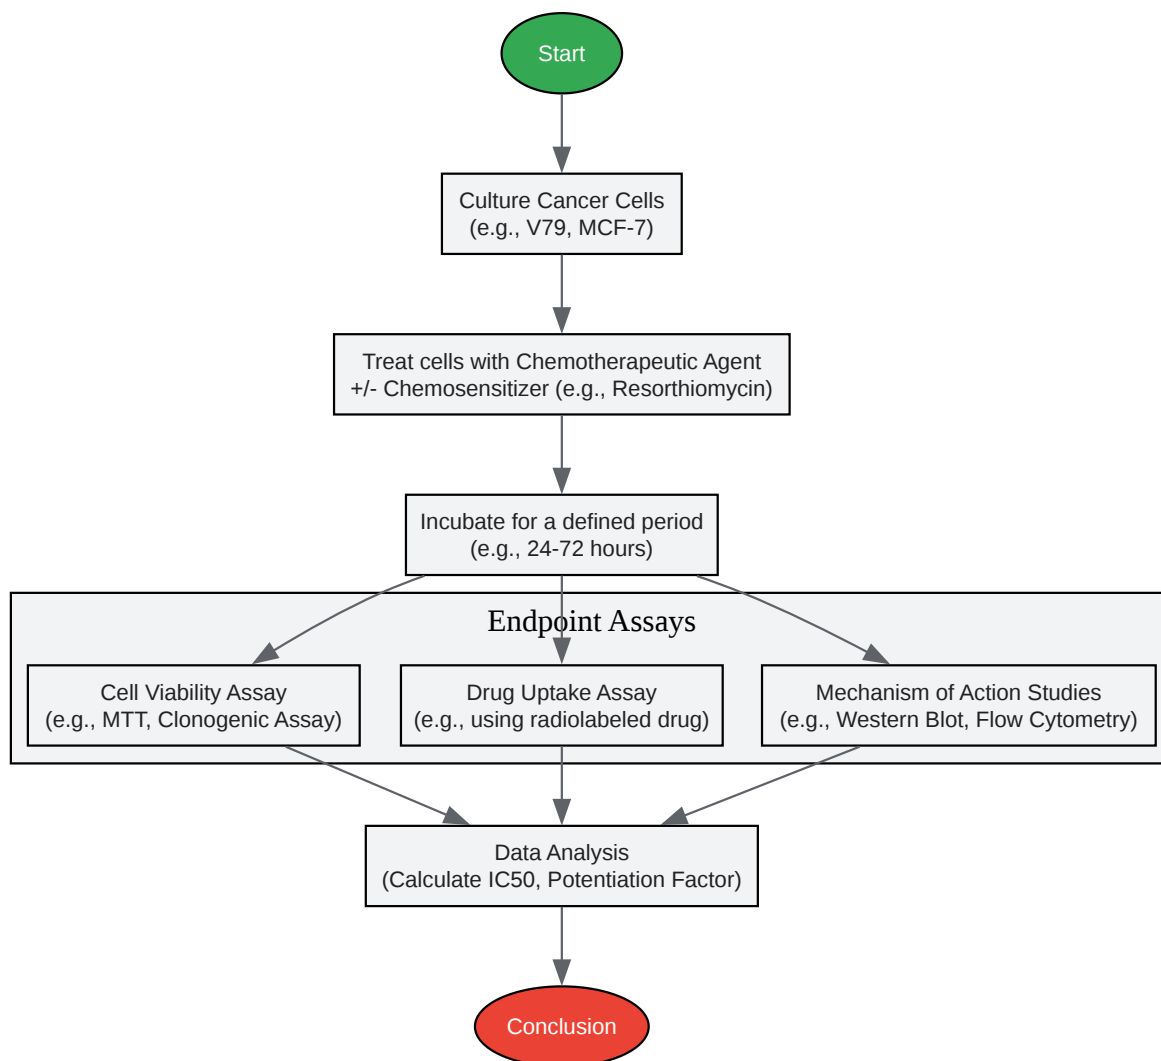 Start
Culture Cancer Cells
(e.g., V79, MCF-7)
Treat cells with Chemotherapeutic Agent
+/- Chemosensitizer (e.g., Resorthiomycin)
Incubate for a defined period
(e.g., 24-72 hours)
Endpoint Assays
Cell Viability Assay
(e.g., MTT, Clonogenic Assay)
Drug Uptake Assay
(e.g., using radiolabeled drug)
Mechanism of Action Studies
(e.g., Western Blot, Flow Cytometry)
Data Analysis
(Calculate IC50, Potentiation Factor)
Conclusion